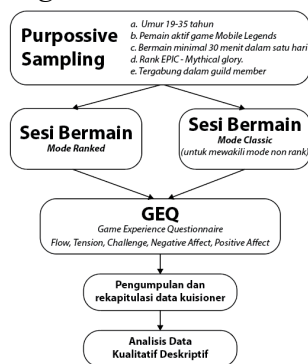 Purpossive
Sampling
a. Umur 19-35 tahun
b. Pemain aktif game Mobile Legends
c. Bermain minimal 30 menit dalam satu hari
d. Rank EPIC - Mythical glory.
e. Tergabung dalam guild member
Sesi Bermain
Mode Ranked
Sesi Bermain
Mode Classic
(untuk mewakili mode non rank)
GEQ
Game Experience Questionnaire
Flow, Tension, Challenge, Negative Affect, Positive Affect
Pengumpulan dan
rekapitulasi data kuisioner
Analisis Data
Kualitatif Deskriptif